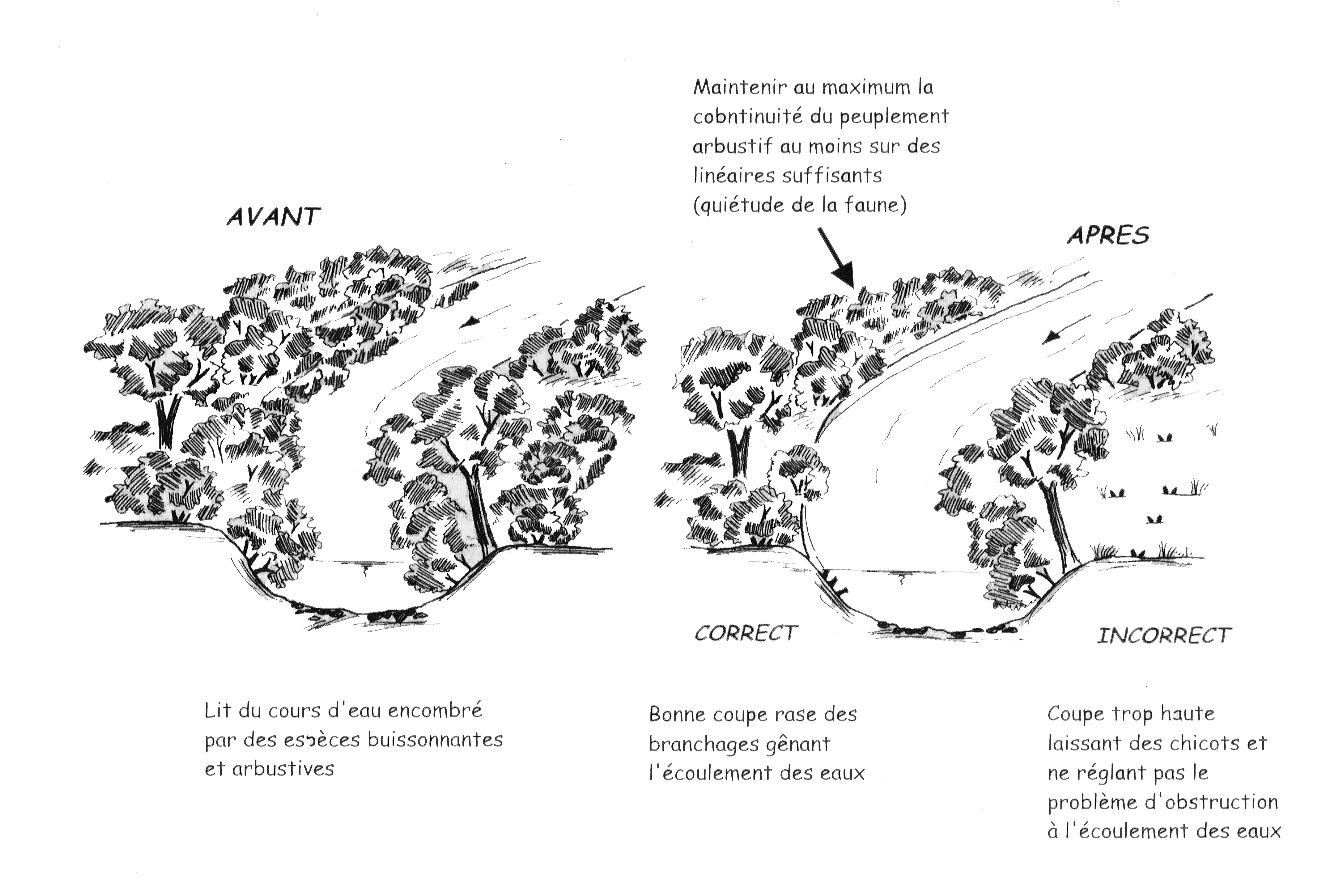 Maintenir au maximum la
cobntinuité du peuplement
arbustif au moins sur des
linéaires suffisants
(quiétude de la faune)
AVANT
APRES
CORRECT
INCORRECT
Lit du cours d'eau encombré
par des espèces buissonnantes
et arbustives
Bonne coupe rase des
branchages gênant
l'écoulement des eaux
Coupe trop haute
laissant des chicots et
ne réglant pas le
problème d'obstruction
à l'écoulement des eaux